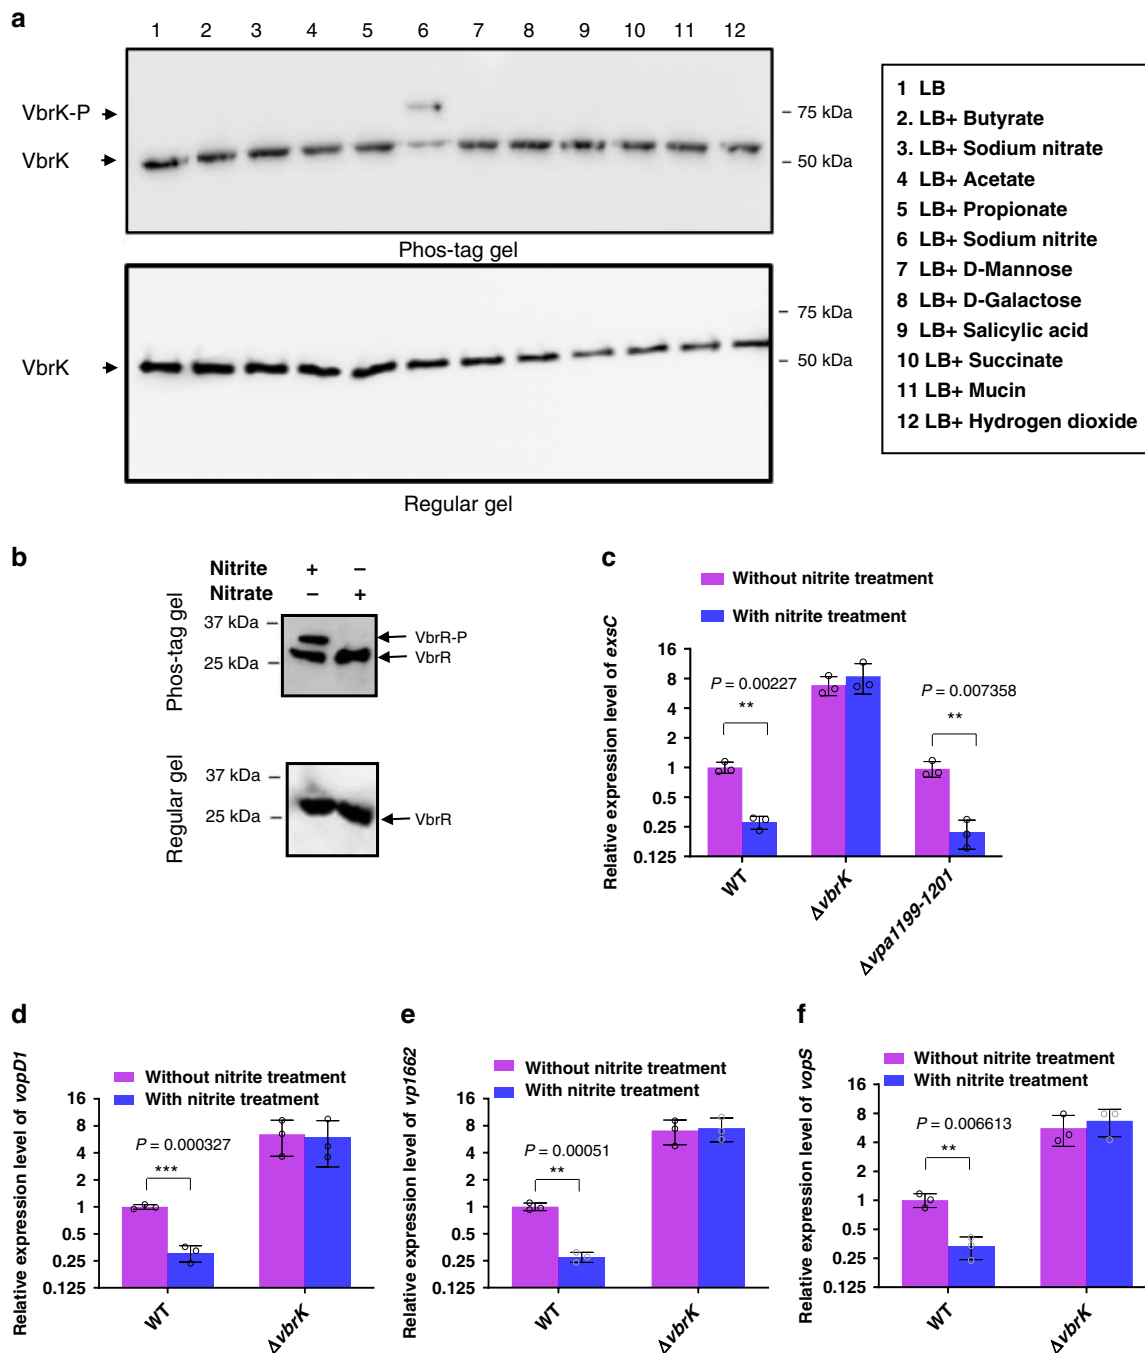 a
1 2 3 4 5 6 7 8 9 10 11 12
VbrK-P
VbrK
75 kDa
50 kDa
Phos-tag gel
VbrK
75 kDa
50 kDa
Regular gel
1 LB
2. LB+ Butyrate
3. LB+ Sodium nitrate
4 LB+ Acetate
5 LB+ Propionate
6 LB+ Sodium nitrite
7 LB+ D-Mannose
8 LB+ D-Galactose
9 LB+ Salicylic acid
10 LB+ Succinate
11 LB+ Mucin
12 LB+ Hydrogen dioxide
b
Nitrite + –
Nitrate – +
Phos-tag gel
37 kDa
25 kDa
VbrR-P
VbrR
Regular gel
37 kDa
25 kDa
VbrR
c
Without nitrite treatment
With nitrite treatment
Relative expression level of exsC
16
8
4
2
1
0.5
0.25
0.125
P = 0.00227
**
P = 0.007358
**
WT
ΔvbrK
Δvpa1199-1201
d
Without nitrite treatment
With nitrite treatment
Relative expression level of vopD1
16
8
4
2
1
0.5
0.25
0.125
P = 0.000327
***
WT
ΔvbrK
e
Without nitrite treatment
With nitrite treatment
Relative expression level of vp1662
16
8
4
2
1
0.5
0.25
0.125
P = 0.00051
**
WT
ΔvbrK
f
Without nitrite treatment
With nitrite treatment
Relative expression level of vopS
16
8
4
2
1
0.5
0.25
0.125
P = 0.006613
**
WT
ΔvbrK